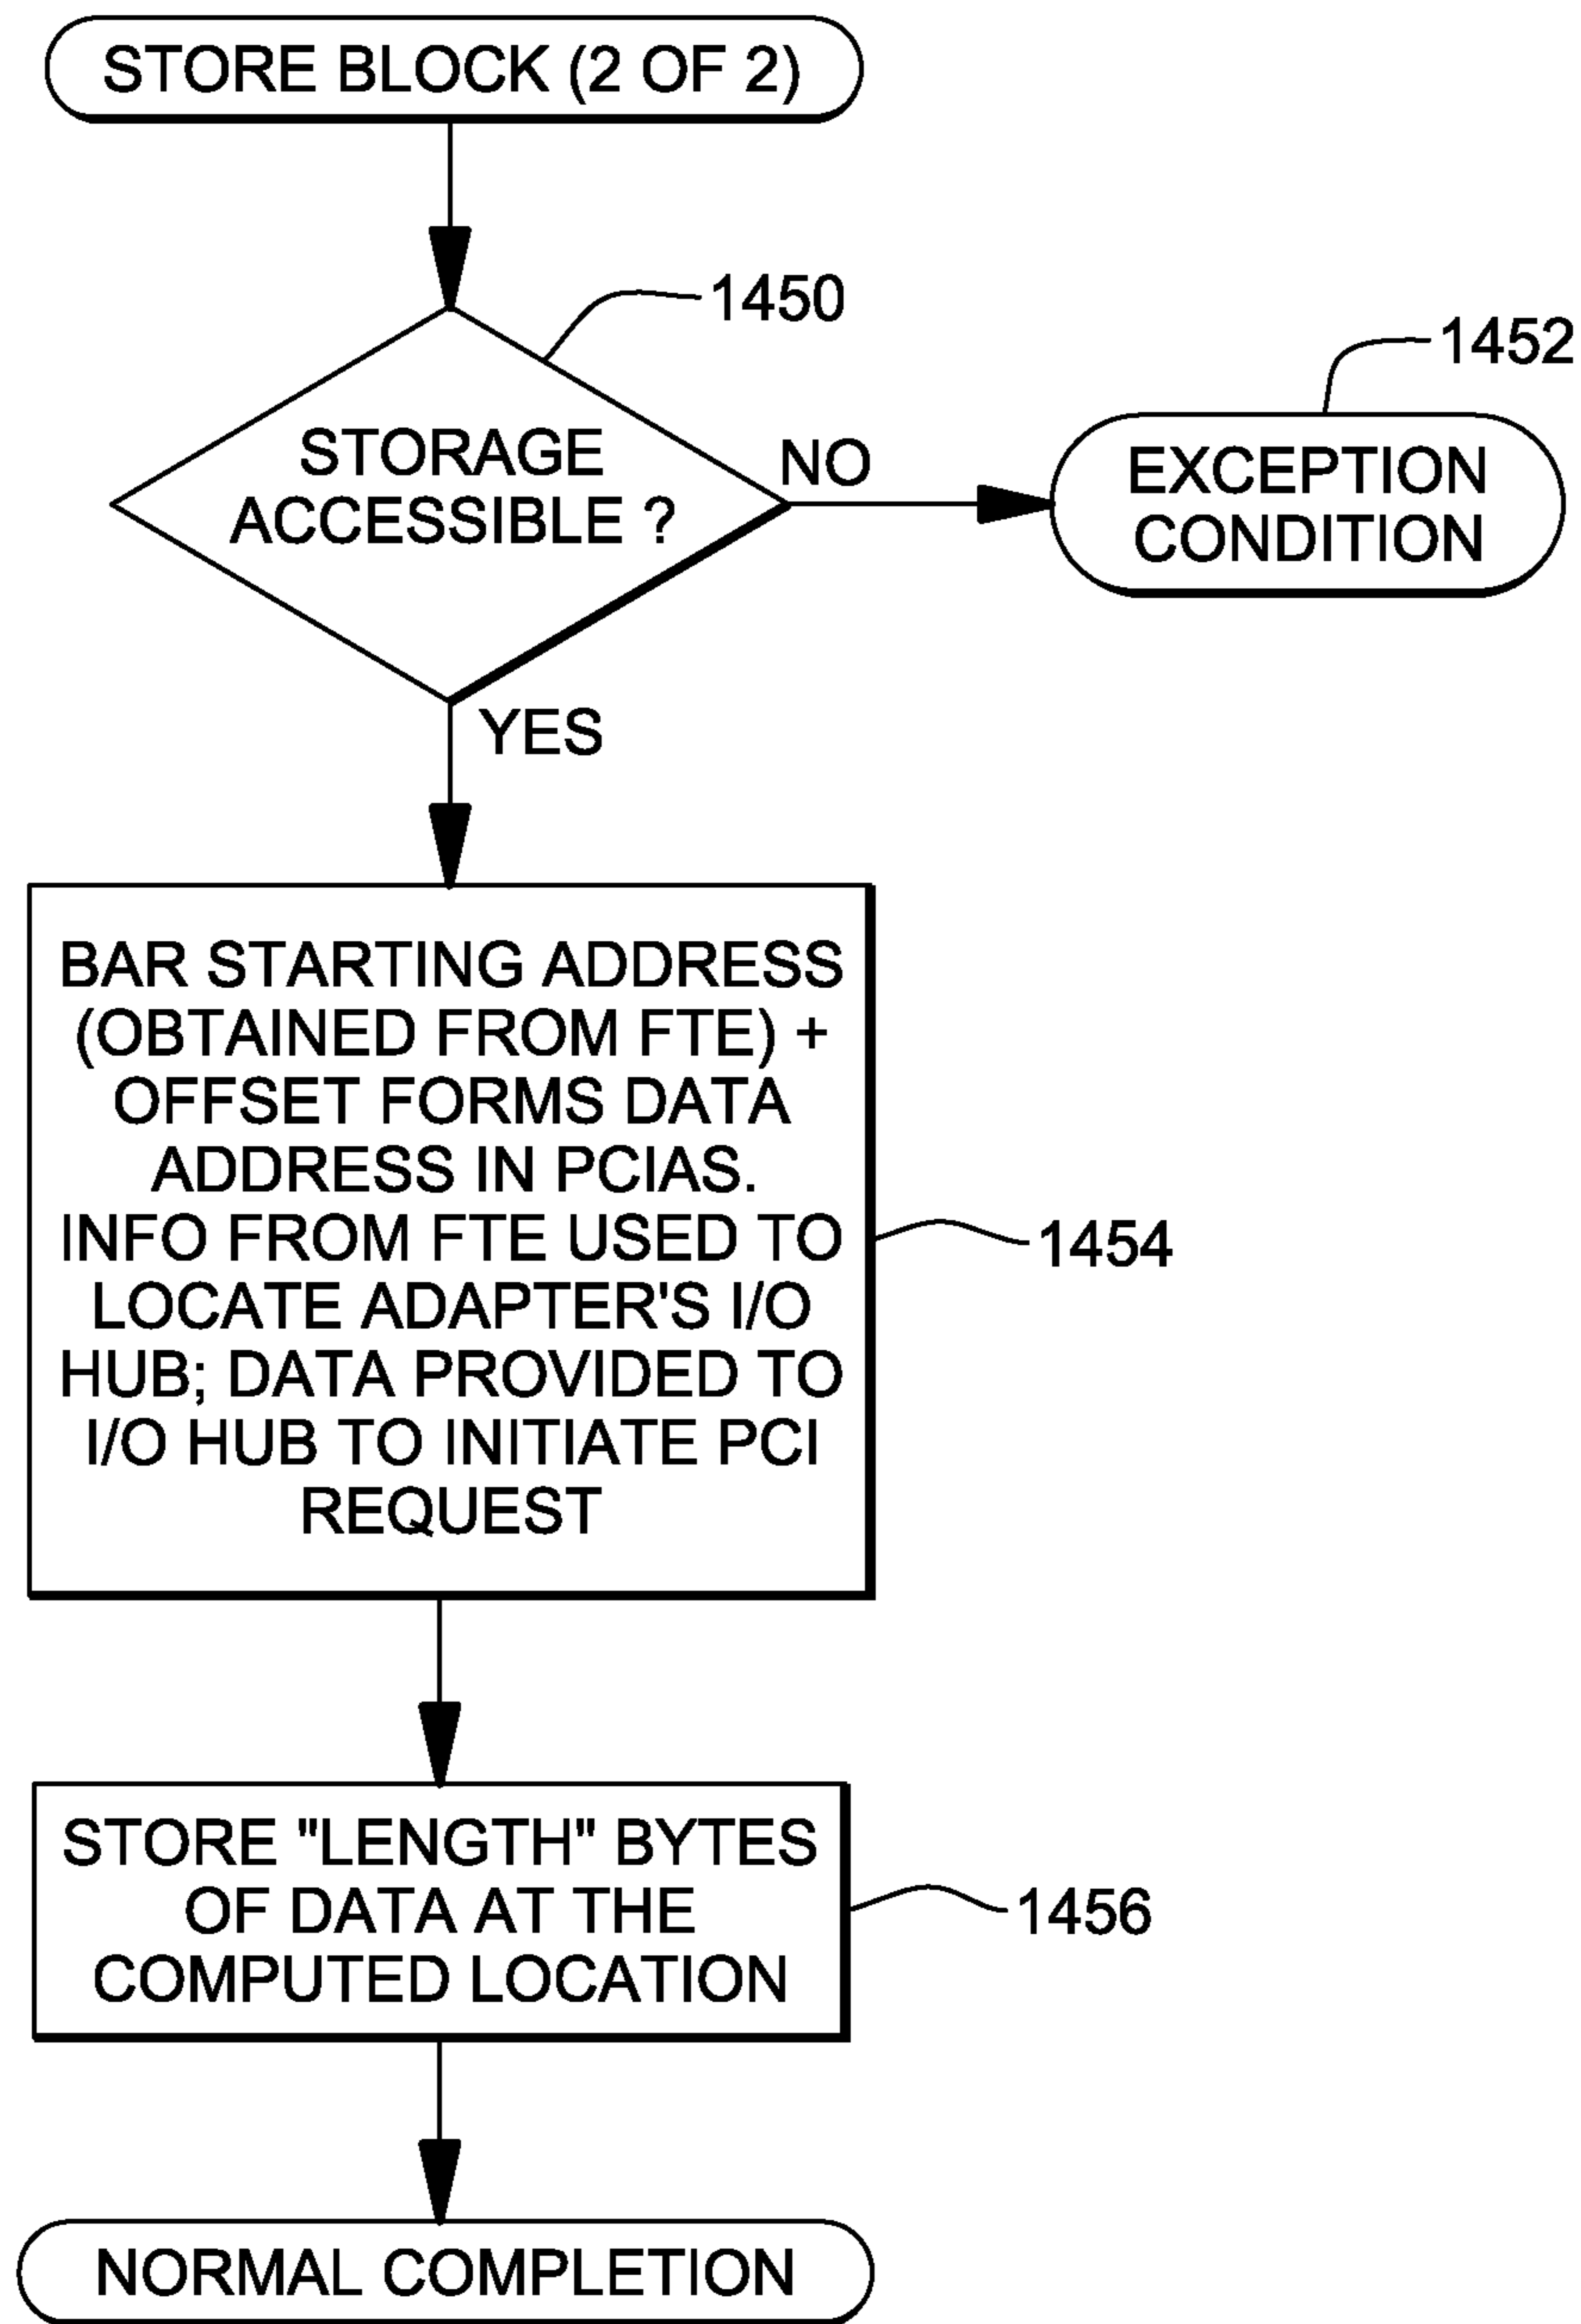 STORE BLOCK (2 OF 2)
1450
1452
STORAGE
ACCESSIBLE ?
NO
EXCEPTION
CONDITION
YES
BAR STARTING ADDRESS
(OBTAINED FROM FTE) +
OFFSET FORMS DATA
ADDRESS IN PCIAS.
INFO FROM FTE USED TO
LOCATE ADAPTER'S I/O
HUB; DATA PROVIDED TO
I/O HUB TO INITIATE PCI
REQUEST
1454
STORE "LENGTH" BYTES
OF DATA AT THE
COMPUTED LOCATION
1456
NORMAL COMPLETION